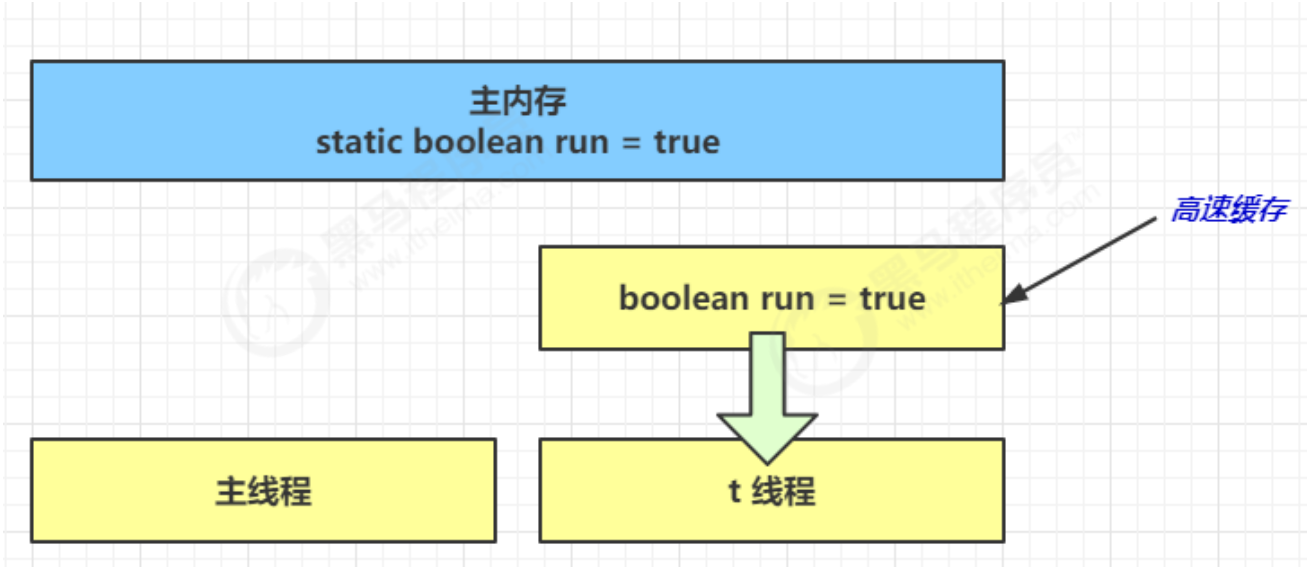 主内存
static boolean run = true
高速缓存
boolean run = true
主线程
t 线程
黑马程序员
www.itheima.com
黑马程序员
www.itheima.com